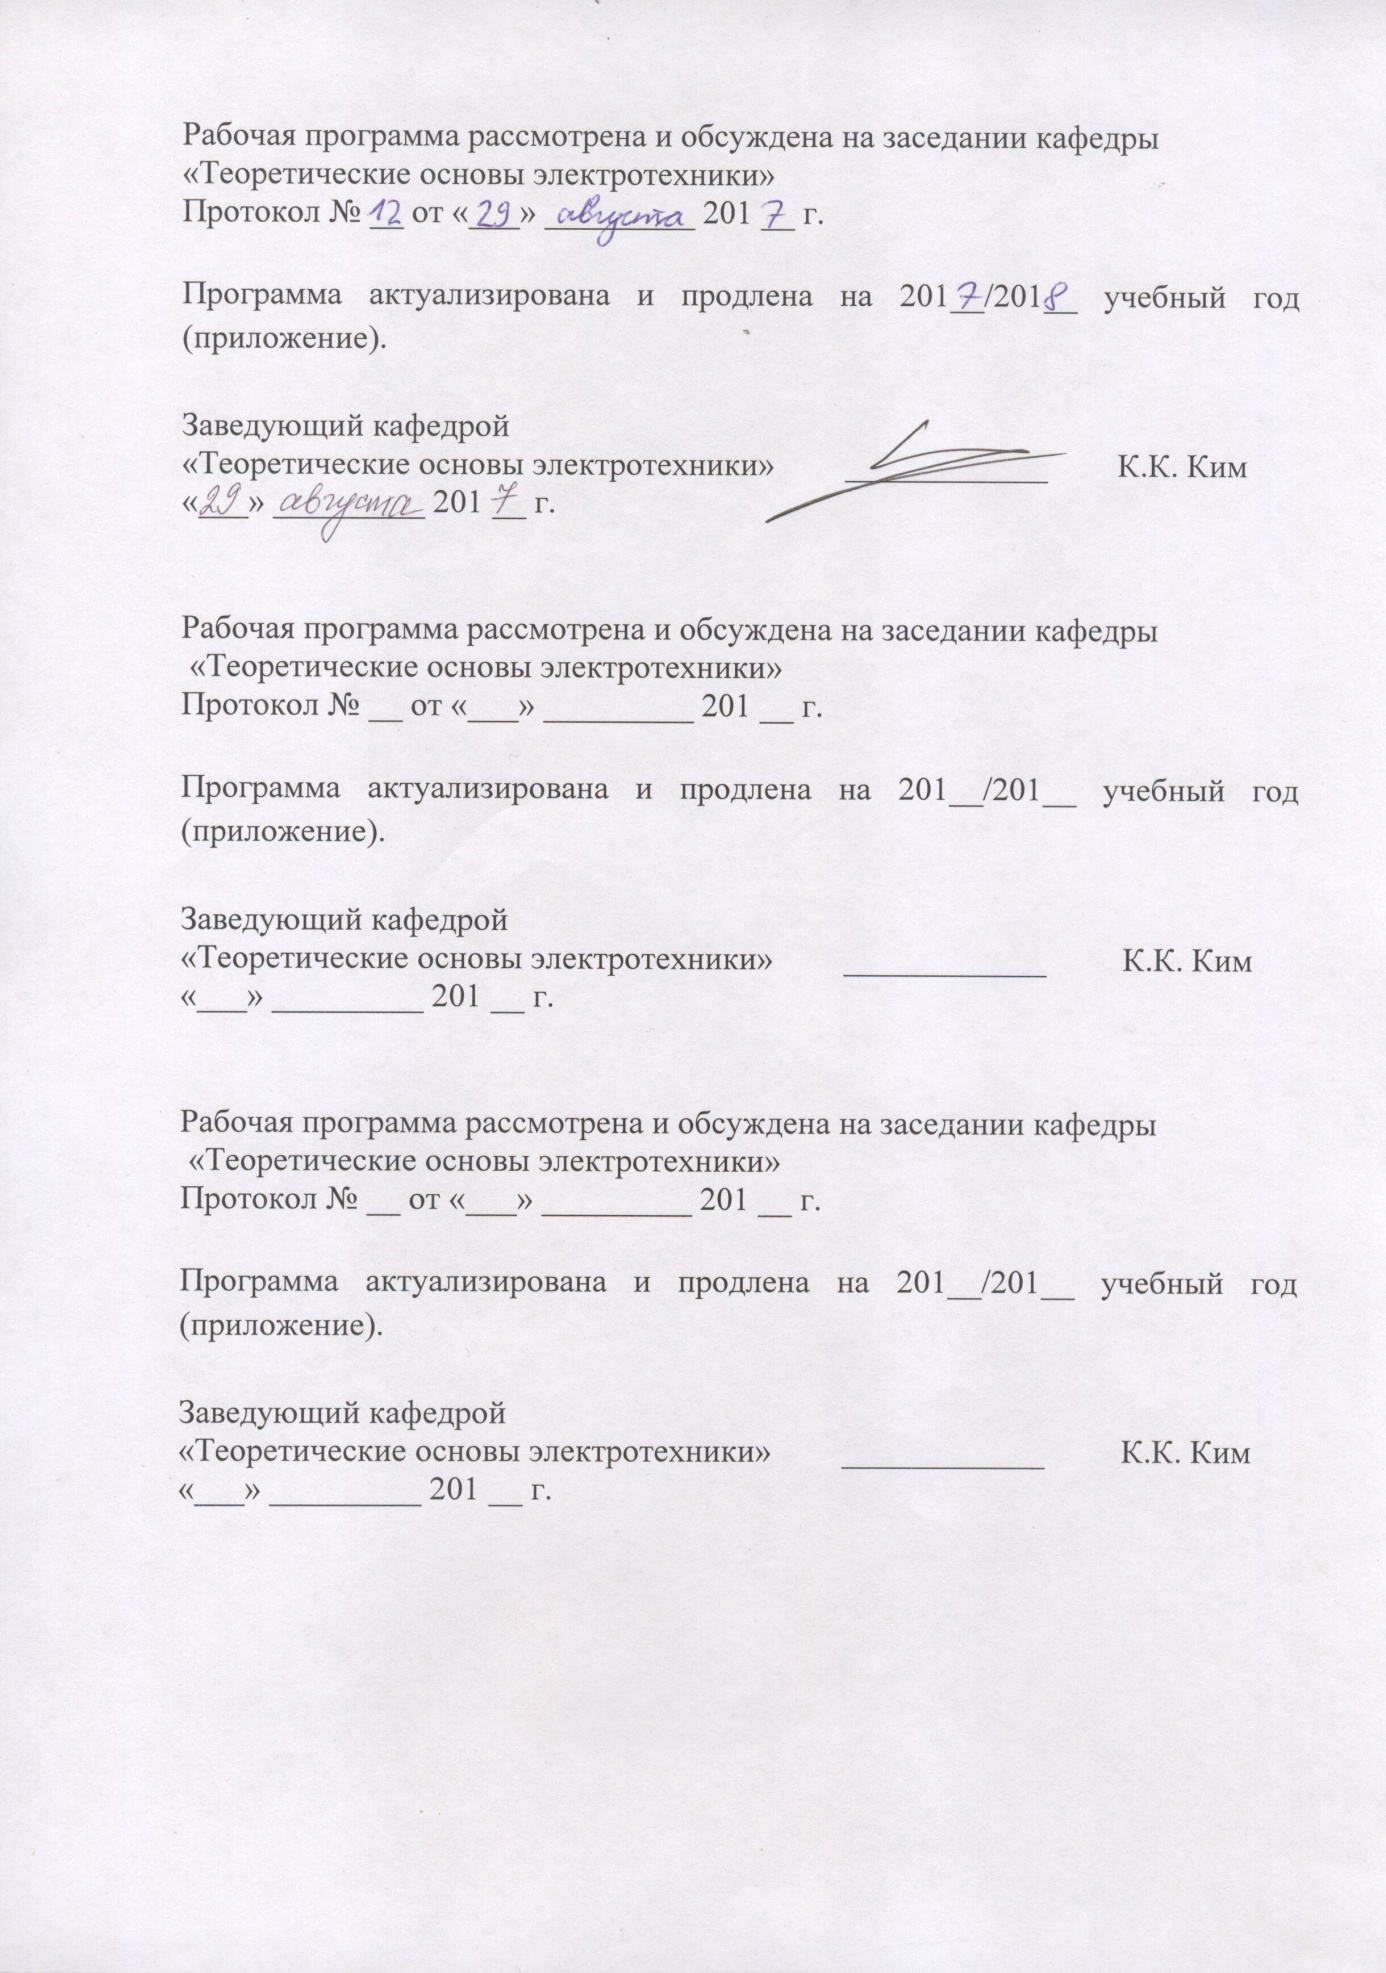 Рабочая программа рассмотрена и обсуждена на заседании кафедры
«Теоретические основы электротехники»
Протокол № 12 от «29» августа 2017 г.
Программа актуализирована и продлена на 2017/2018 учебный год
(приложение).
Заведующий кафедрой
«Теоретические основы электротехники» К.К. Ким
«29» августа 2017 г.
Рабочая программа рассмотрена и обсуждена на заседании кафедры
«Теоретические основы электротехники»
Протокол № __ от «___» _________ 201 __ г.
Программа актуализирована и продлена на 201__/201__ учебный год
(приложение).
Заведующий кафедрой
«Теоретические основы электротехники» ____________ К.К. Ким
«___» _________ 201 __ г.
Рабочая программа рассмотрена и обсуждена на заседании кафедры
«Теоретические основы электротехники»
Протокол № __ от «___» _________ 201 __ г.
Программа актуализирована и продлена на 201__/201__ учебный год
(приложение).
Заведующий кафедрой
«Теоретические основы электротехники» ____________ К.К. Ким
«___» _________ 201 __ г.